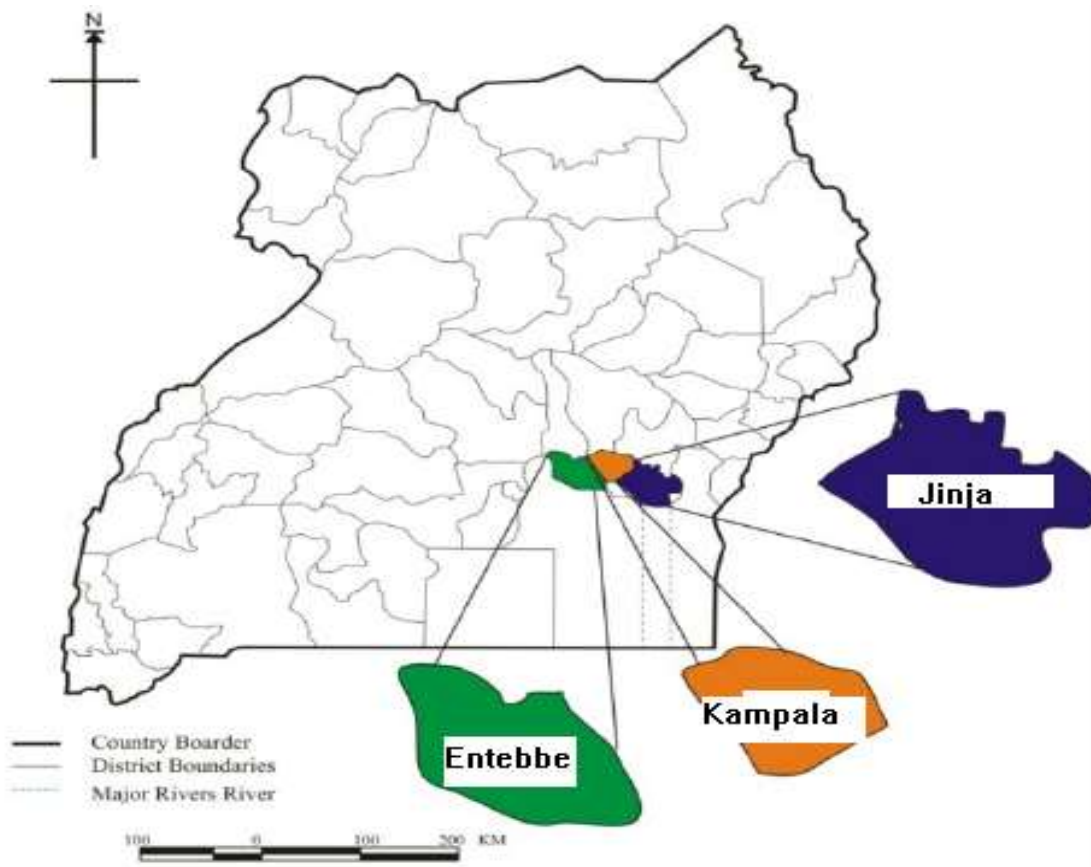 N
Jinja
Kampala
Entebbe
Country Boarder
District Boundaries
Major Rivers River
100 0 100 200 KM